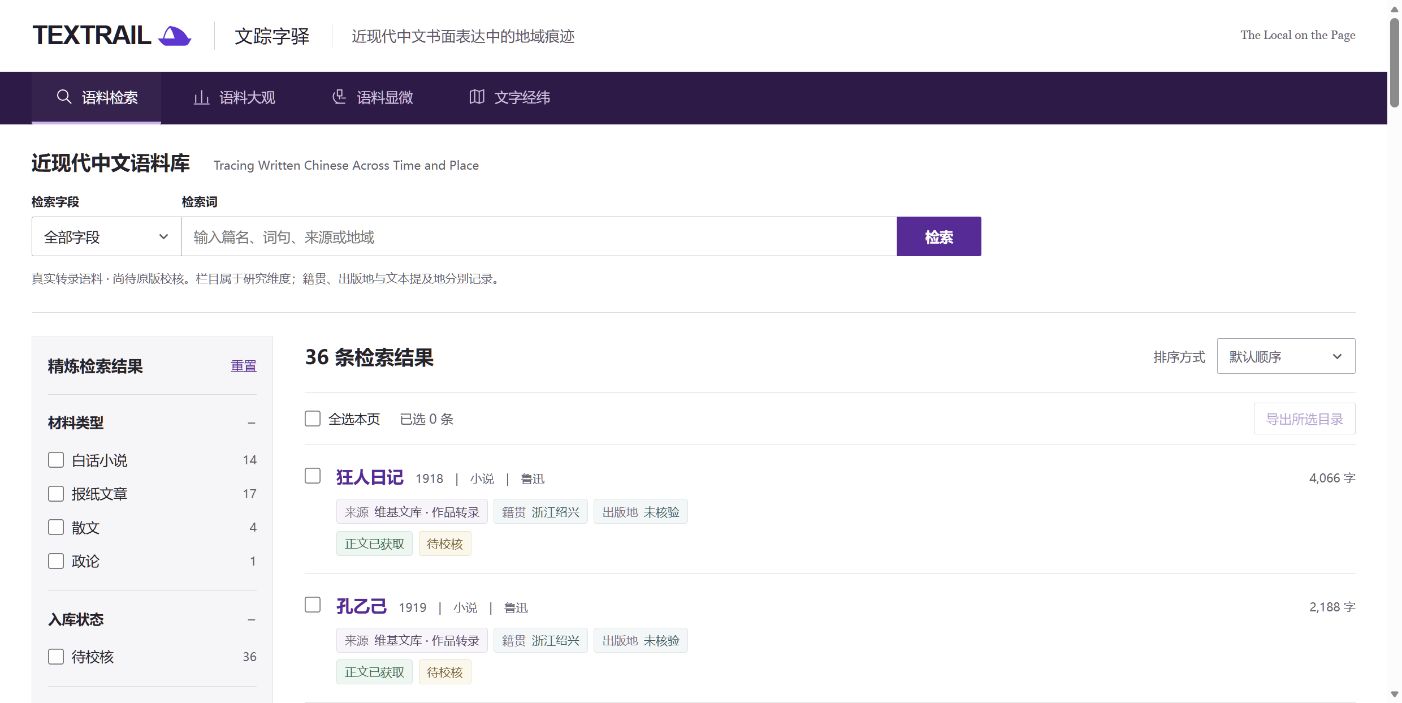 TEXTRAIL 文踪字驿 近现代中文书面表达中的地域痕迹 The Local on the Page
语料检索 语料大观 语料显微 文字经纬
近现代中文语料库 Tracing Written Chinese Across Time and Place
检索字段 检索词
全部字段 输入篇名、词句、来源或地域 检索
真实转录语料 · 尚待原版校核。栏目属于研究维度；籍贯、出版地与文本提及地分别记录。
精炼检索结果 重置
材料类型 −
白话小说 14
报纸文章 17
散文 4
政论 1
入库状态 −
待校核 36
36 条检索结果 排序方式 默认顺序
全选本页 已选 0 条 导出所选目录
狂人日记 1918 | 小说 | 鲁迅 4,066 字
来源 维基文库 · 作品转录 籍贯 浙江绍兴 出版地 未核验
正文已获取 待校核
孔乙己 1919 | 小说 | 鲁迅 2,188 字
来源 维基文库 · 作品转录 籍贯 浙江绍兴 出版地 未核验
正文已获取 待校核